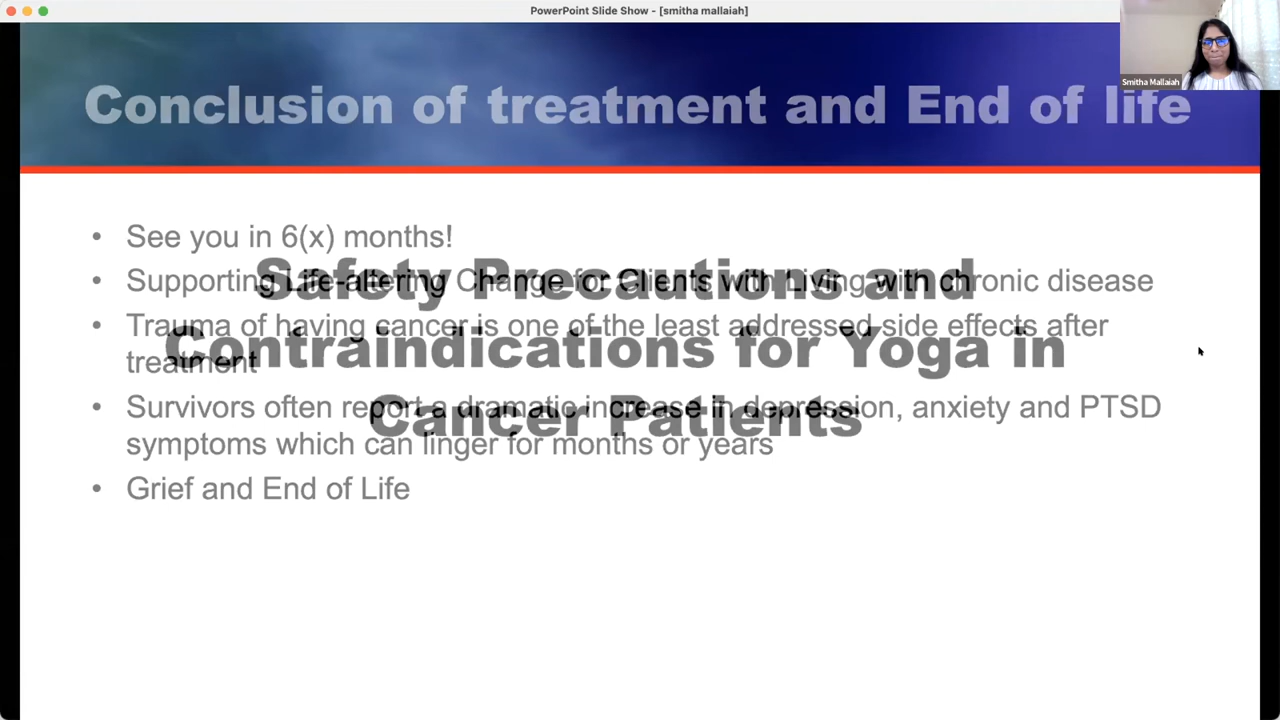 PowerPoint Slide Show - [smitha mallaiah]
Smitha Mallaiah
Conclusion of treatment and End of life
• See you in 6(x) months!
• Supporting Life-altering Change for Clients with Living with chronic disease
• Trauma of having cancer is one of the least addressed side effects after
treatment
• Survivors often report a dramatic increase in depression, anxiety and PTSD
symptoms which can linger for months or years
• Grief and End of Life
Safety Precautions and
Contraindications for Yoga in
Cancer Patients